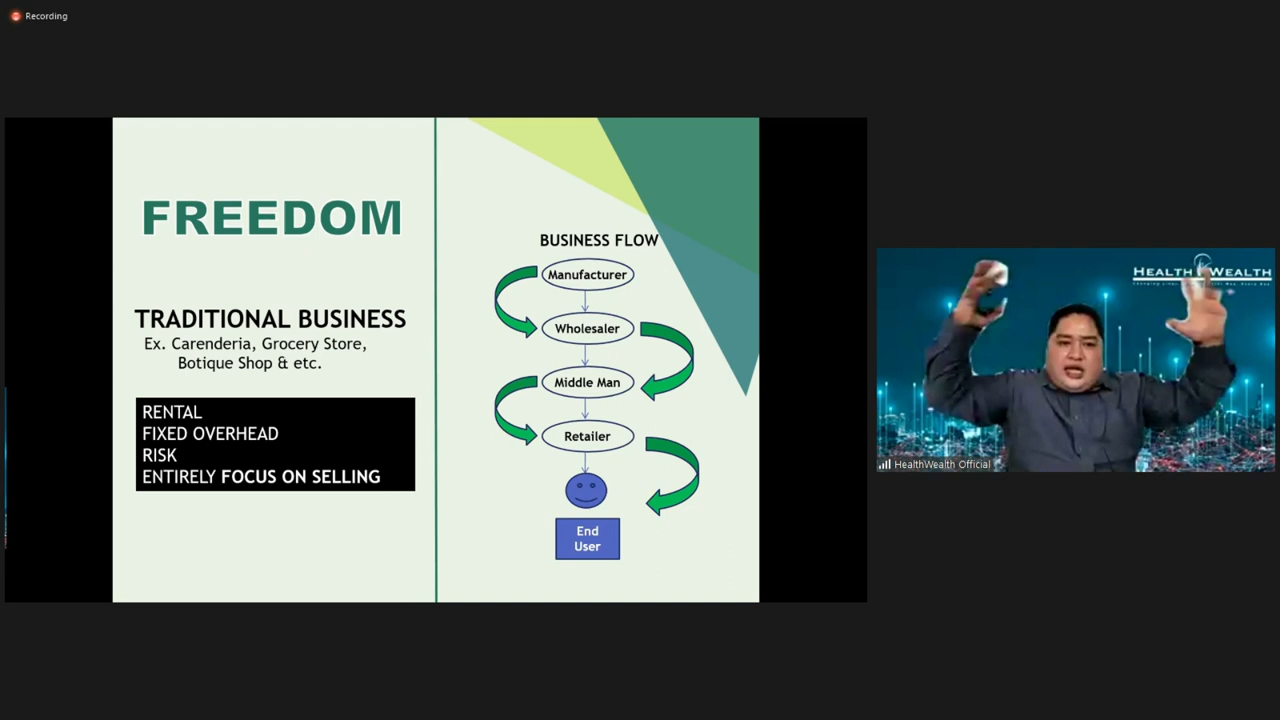 Recording
FREEDOM
TRADITIONAL BUSINESS
Ex. Carenderia, Grocery Store,
Botique Shop & etc.
RENTAL
FIXED OVERHEAD
RISK
ENTIRELY FOCUS ON SELLING
BUSINESS FLOW
Manufacturer
Wholesaler
Middle Man
Retailer
End
User
HEALTH WEALTH
HealthWealth Official